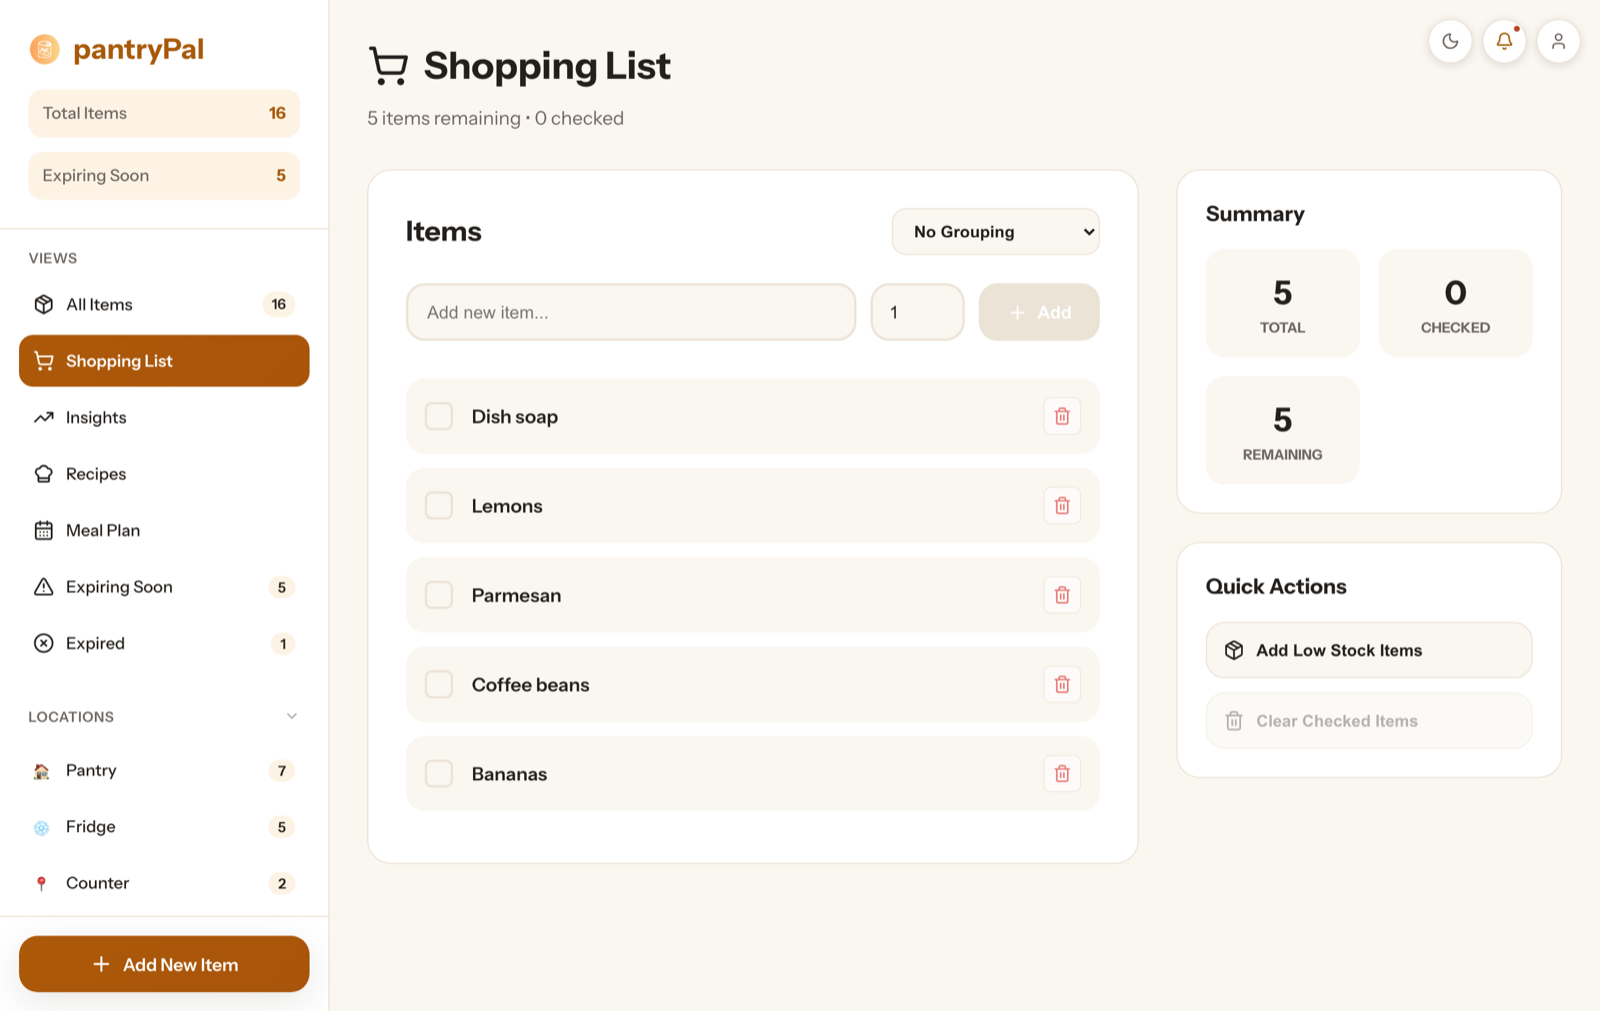 pantryPal
Total Items 16
Expiring Soon 5
VIEWS
All Items 16
Shopping List
Insights
Recipes
Meal Plan
Expiring Soon 5
Expired 1
LOCATIONS
Pantry 7
Fridge 5
Counter 2
+ Add New Item
Shopping List
5 items remaining • 0 checked
Items
No Grouping
Add new item...
1
+ Add
Dish soap
Lemons
Parmesan
Coffee beans
Bananas
Summary
5
TOTAL
0
CHECKED
5
REMAINING
Quick Actions
Add Low Stock Items
Clear Checked Items